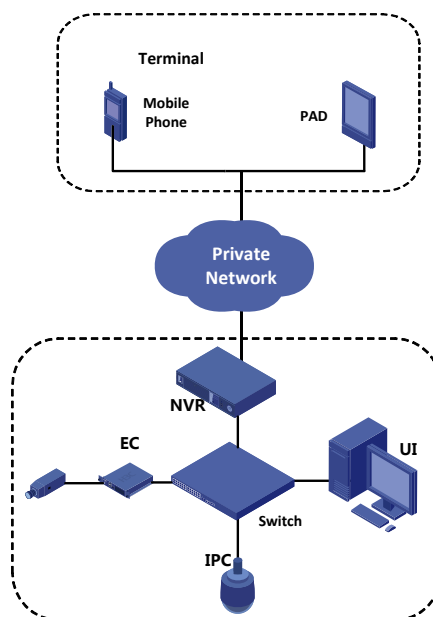 Terminal
Mobile
Phone
PAD
Private
Network
NVR
EC
UI
Switch
IPC